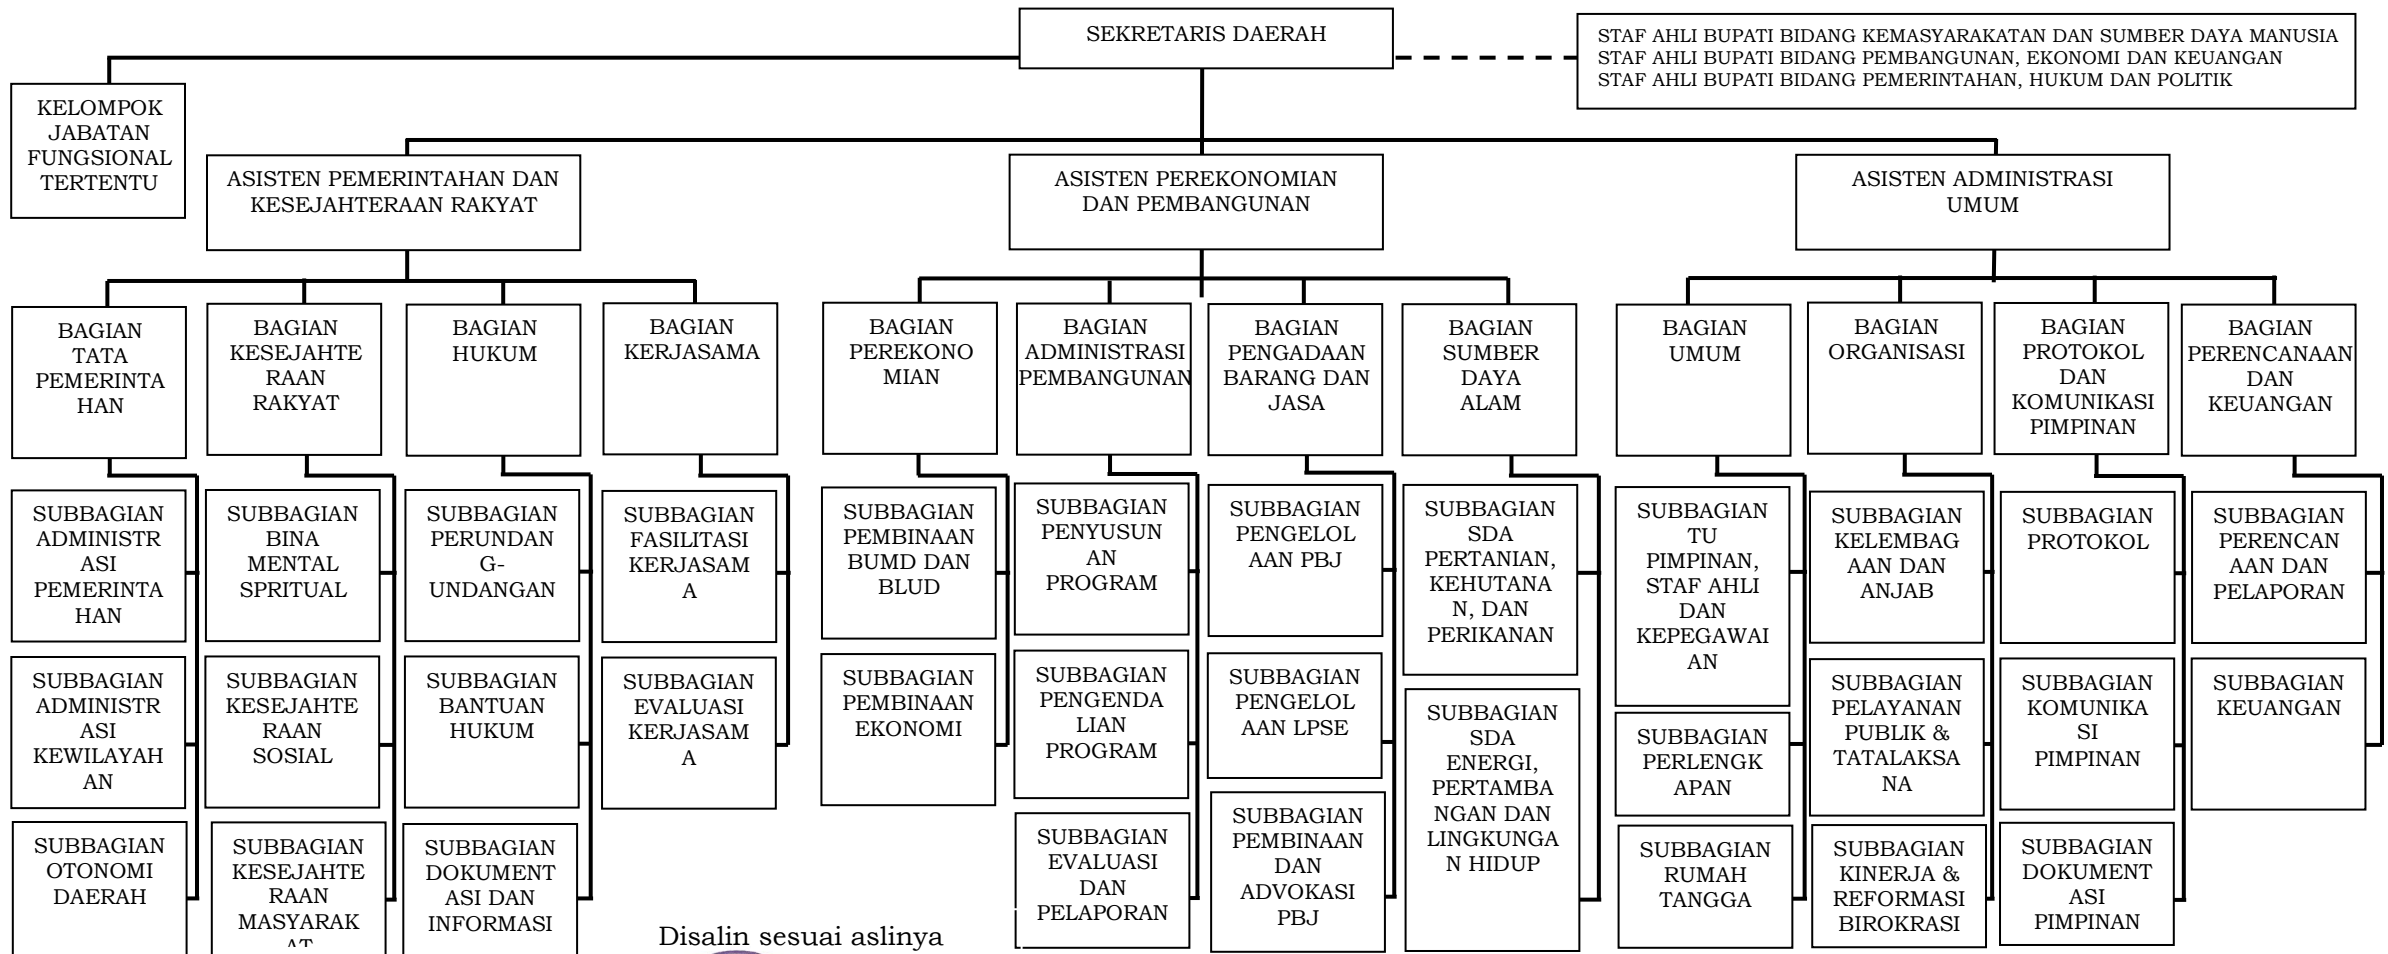 SEKRETARIS DAERAH
STAF AHLI BUPATI BIDANG KEMASYARAKATAN DAN SUMBER DAYA MANUSIA
STAF AHLI BUPATI BIDANG PEMBANGUNAN, EKONOMI DAN KEUANGAN
STAF AHLI BUPATI BIDANG PEMERINTAHAN, HUKUM DAN POLITIK
KELOMPOK
JABATAN
FUNGSIONAL
TERTENTU
ASISTEN PEMERINTAHAN DAN
KESEJAHTERAAN RAKYAT
ASISTEN PEREKONOMIAN
DAN PEMBANGUNAN
ASISTEN ADMINISTRASI
UMUM
BAGIAN
TATA
PEMERINTA
HAN
BAGIAN
KESEJAHTE
RAAN
RAKYAT
BAGIAN
HUKUM
BAGIAN
KERJASAMA
BAGIAN
PEREKONO
MIAN
BAGIAN
ADMINISTRASI
PEMBANGUNAN
BAGIAN
PENGADAAN
BARANG DAN
JASA
BAGIAN
SUMBER
DAYA
ALAM
BAGIAN
UMUM
BAGIAN
ORGANISASI
BAGIAN
PROTOKOL
DAN
KOMUNIKASI
PIMPINAN
BAGIAN
PERENCANAAN
DAN
KEUANGAN
SUBBAGIAN
ADMINISTR
ASI
PEMERINTA
HAN
SUBBAGIAN
BINA
MENTAL
SPRITUAL
SUBBAGIAN
PERUNDAN
G-
UNDANGAN
SUBBAGIAN
FASILITASI
KERJASAM
A
SUBBAGIAN
PEMBINAAN
BUMD DAN
BLUD
SUBBAGIAN
PENYUSUN
AN
PROGRAM
SUBBAGIAN
PENGELOL
AAN PBJ
SUBBAGIAN
SDA
PERTANIAN,
KEHUTANA
N, DAN
PERIKANAN
SUBBAGIAN
TU
PIMPINAN,
STAF AHLI
DAN
KEPEGAWAI
AN
SUBBAGIAN
KELEMBAG
AAN DAN
ANJAB
SUBBAGIAN
PROTOKOL
SUBBAGIAN
PERENCAN
AAN DAN
PELAPORAN
SUBBAGIAN
ADMINISTR
ASI
KEWILAYAH
AN
SUBBAGIAN
KESEJAHTE
RAAN
SOSIAL
SUBBAGIAN
BANTUAN
HUKUM
SUBBAGIAN
EVALUASI
KERJASAM
A
SUBBAGIAN
PEMBINAAN
EKONOMI
SUBBAGIAN
PENGENDA
LIAN
PROGRAM
SUBBAGIAN
PENGELOL
AAN LPSE
SUBBAGIAN
SDA
ENERGI,
PERTAMBA
NGAN DAN
LINGKUNGA
N HIDUP
SUBBAGIAN
PERLENGK
APAN
SUBBAGIAN
PELAYANAN
PUBLIK &
TATALAKSA
NA
SUBBAGIAN
KOMUNIKA
SI
PIMPINAN
SUBBAGIAN
KEUANGAN
SUBBAGIAN
OTONOMI
DAERAH
SUBBAGIAN
KESEJAHTE
RAAN
MASYARAK
AT
SUBBAGIAN
DOKUMENT
ASI DAN
INFORMASI
SUBBAGIAN
EVALUASI
DAN
PELAPORAN
SUBBAGIAN
PEMBINAAN
DAN
ADVOKASI
PBJ
SUBBAGIAN
RUMAH
TANGGA
SUBBAGIAN
KINERJA &
REFORMASI
BIROKRASI
SUBBAGIAN
DOKUMENT
ASI
PIMPINAN
Disalin sesuai aslinya